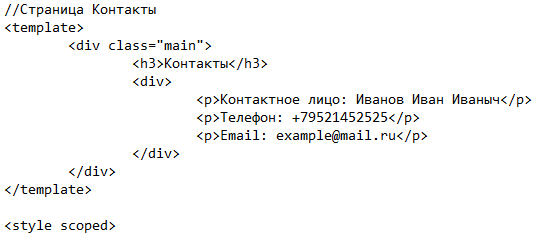 //Страница Контакты
<template>
<div class="main">
<h3>Контакты</h3>
<div>
<p>Контактное лицо: Иванов Иван Иваныч</p>
<p>Телефон: +79521452525</p>
<p>Email: example@mail.ru</p>
</div>
</div>
</template>
<style scoped>